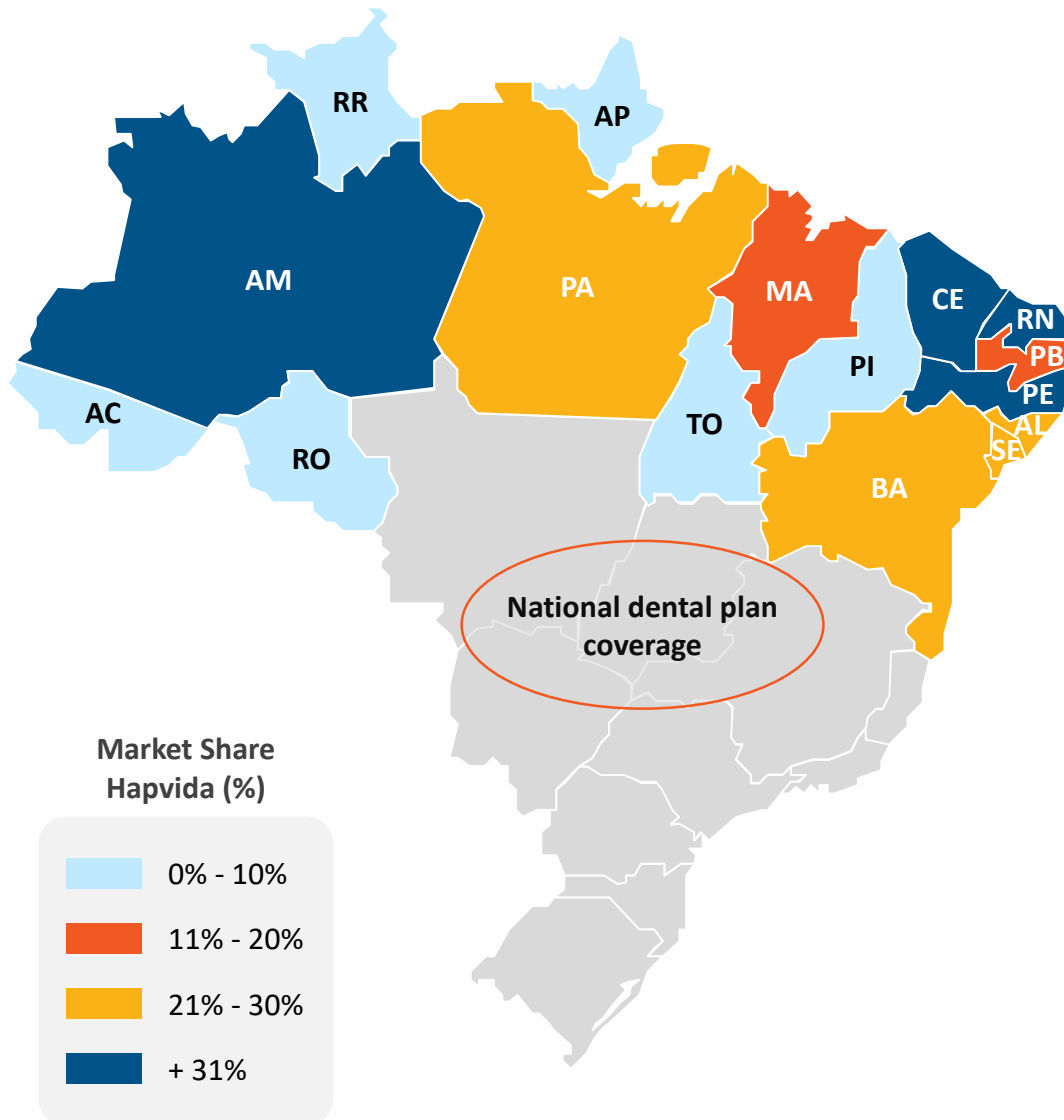 RR
AP
AM
PA
MA
CE
RN
PB
PI
PE
AC
TO
AL
RO
SE
BA
National dental plan
coverage
Market Share
Hapvida (%)
0% - 10%
11% - 20%
21% - 30%
+ 31%